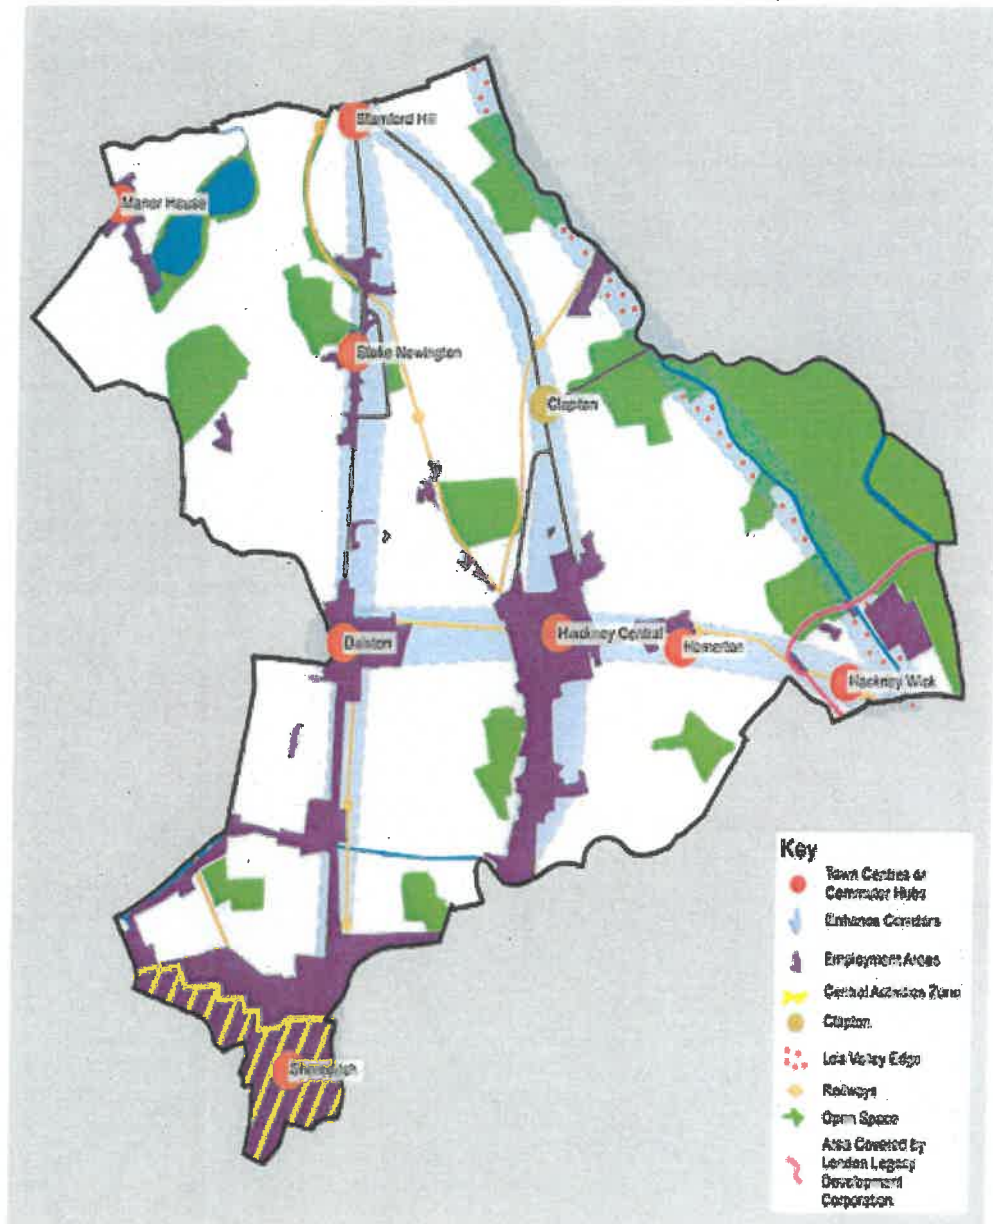 Stamford Hill
Manor House
Stoke Newington
Clapton
Dalston
Hackney Central
Homerton
Hackney Wick
Shoreditch
Key
Town Centres or
Commuter Hubs
Enhance Corridors
Employment Areas
Central Activities Zone
Clapton
Lea Valley Edge
Railways
Open Space
Area Covered by
London Legacy
Development
Corporation